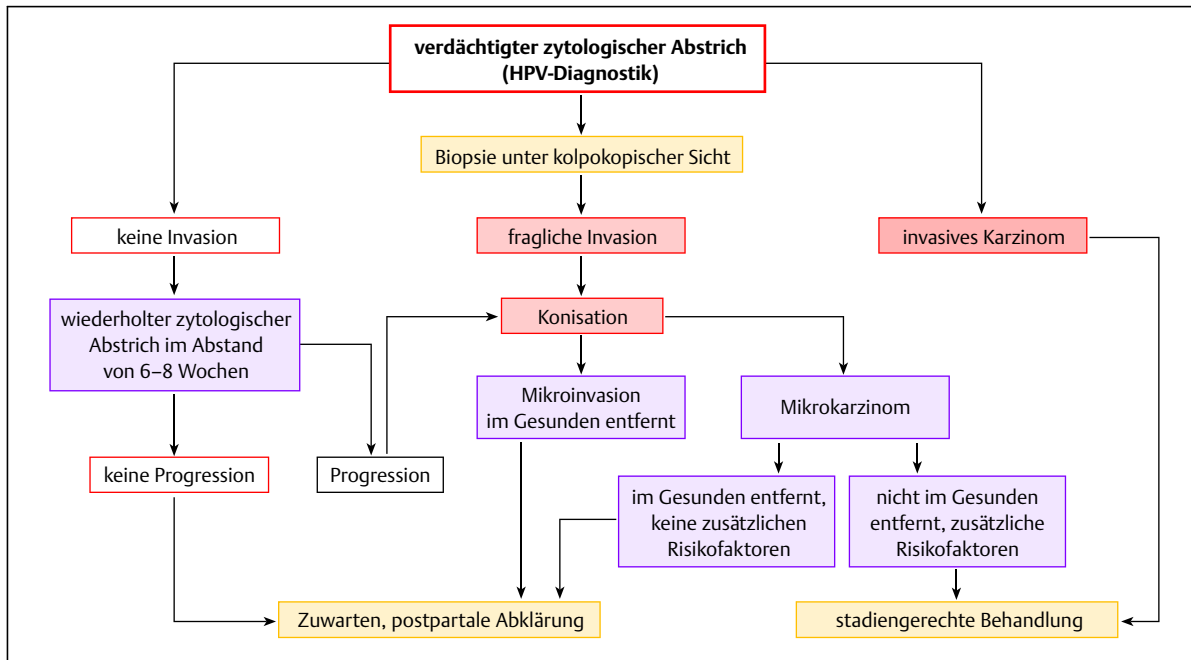 verdächtigter zytologischer Abstrich
(HPV-Diagnostik)
Biopsie unter kolpokopischer Sicht
keine Invasion
fragliche Invasion
invasives Karzinom
wiederholter zytologischer
Abstrich im Abstand
von 6–8 Wochen
Konisation
Mikroinvasion
im Gesunden entfernt
Mikrokarzinom
keine Progression
Progression
im Gesunden entfernt,
keine zusätzlichen
Risikofaktoren
nicht im Gesunden
entfernt, zusätzliche
Risikofaktoren
Zuwarten, postpartale Abklärung
stadiengerechte Behandlung